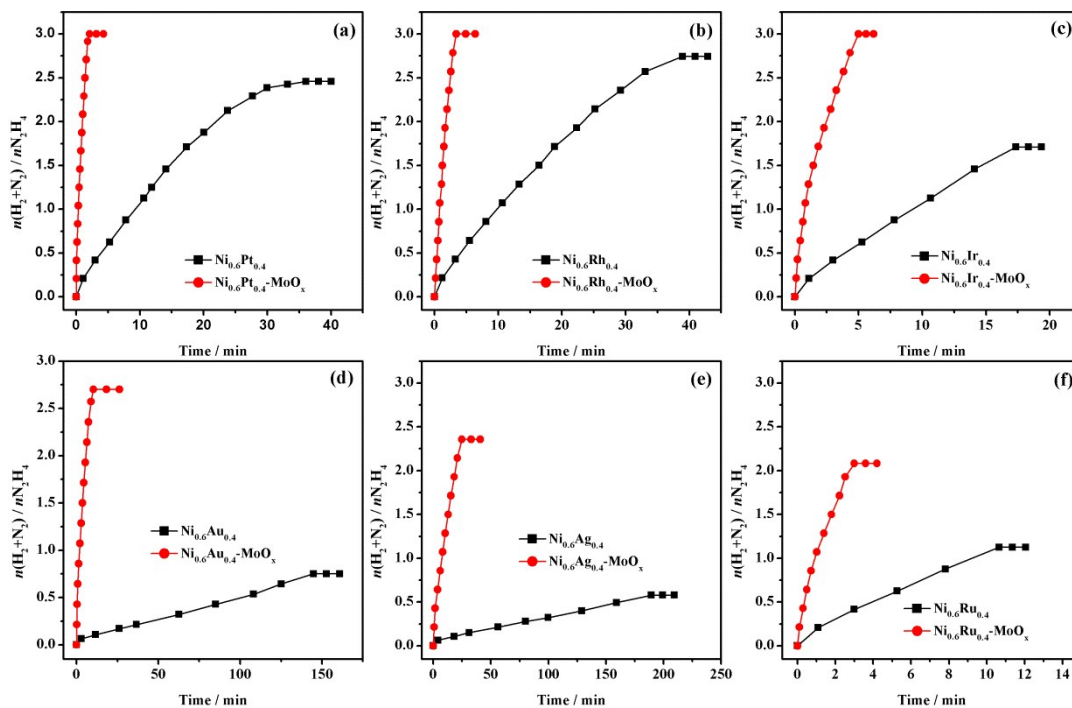 (a)
3.0
2.5
2.0
1.5
1.0
0.5
0.0
n(H₂+N₂) / nN₂H₄
Ni₀.₆Pt₀.₄
Ni₀.₆Pt₀.₄-MoOₓ
0 10 20 30 40
Time / min
(b)
3.0
2.5
2.0
1.5
1.0
0.5
0.0
Ni₀.₆Rh₀.₄
Ni₀.₆Rh₀.₄-MoOₓ
0 10 20 30 40
Time / min
(c)
3.0
2.5
2.0
1.5
1.0
0.5
0.0
Ni₀.₆Ir₀.₄
Ni₀.₆Ir₀.₄-MoOₓ
0 5 10 15 20
Time / min
(d)
3.0
2.5
2.0
1.5
1.0
0.5
0.0
n(H₂+N₂) / nN₂H₄
Ni₀.₆Au₀.₄
Ni₀.₆Au₀.₄-MoOₓ
0 50 100 150
Time / min
(e)
3.0
2.5
2.0
1.5
1.0
0.5
0.0
n(H₂+N₂) / nN₂H₄
Ni₀.₆Ag₀.₄
Ni₀.₆Ag₀.₄-MoOₓ
0 50 100 150 200 250
Time / min
(f)
3.0
2.5
2.0
1.5
1.0
0.5
0.0
n(H₂+N₂) / nN₂H₄
Ni₀.₆Ru₀.₄
Ni₀.₆Ru₀.₄-MoOₓ
0 2 4 6 8 10 12 14
Time / min